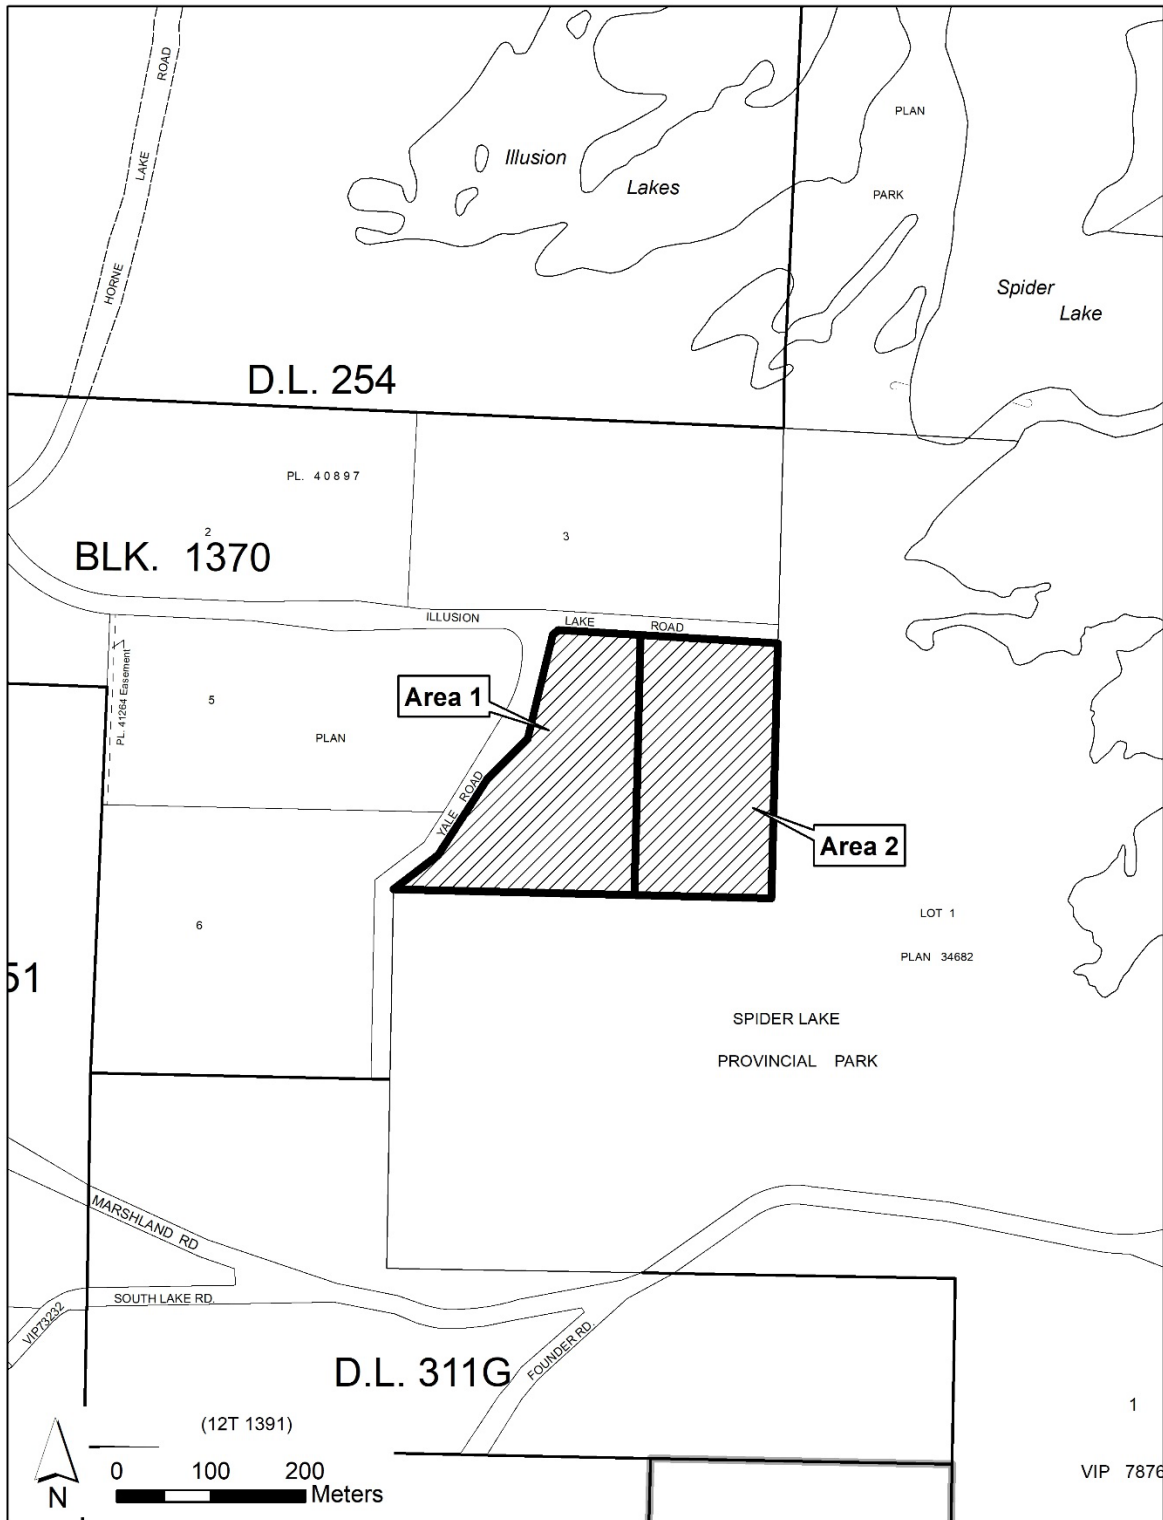 ROAD
LAKE
HORNE
PLAN
PARK
Illusion
Lakes
Spider
Lake
D.L. 254
PL. 40897
2
3
BLK. 1370
ILLUSION LAKE ROAD
PL. 41264 Easement
5
PLAN
Area 1
YALE ROAD
Area 2
6
LOT 1
PLAN 34682
51
SPIDER LAKE
PROVINCIAL PARK
MARSHLAND RD
SOUTH LAKE RD.
VIP73232
FOUNDER RD.
D.L. 311G
1
(12T 1391)
0 100 200
Meters
N
VIP 7876